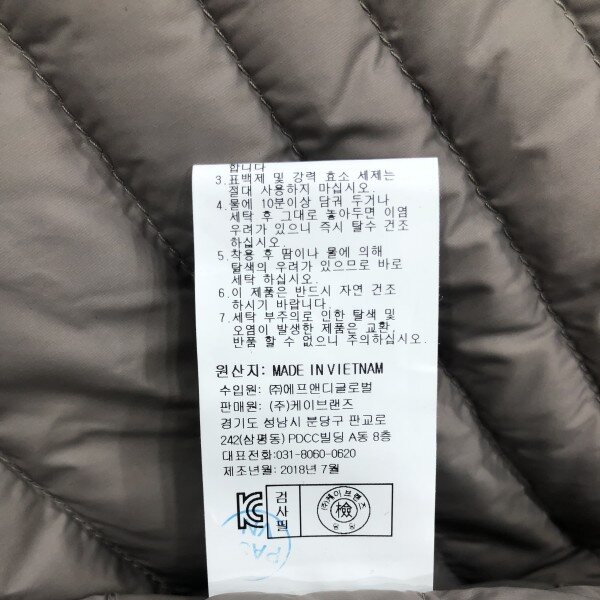 합니다
3. 표백제 및 강력 효소 세제는
절대 사용하지 마십시오.
4. 물에 10분이상 담궈 두거나
세탁 후 그대로 놓아두면 이염
우려가 있으니 즉시 탈수 건조
하십시오.
5. 착용 후 땀이나 물에 의해
탈색의 우려가 있으므로 바로
세탁 하십시오.
6. 이 제품은 반드시 자연 건조
하시기 바랍니다.
7. 세탁 부주의로 인한 탈색 및
오염이 발생한 제품은 교환,
반품 할 수 없으니 주의하십시오.
원산지: MADE IN VIETNAM
수입원: ㈜에프앤디글로벌
판매원: (주)케이브랜즈
경기도 성남시 분당구 판교로
242(삼평동) PDCC빌딩 A동 8층
대표전화:031-8060-0620
제조년월: 2018년 7월
검사필
㈜케이브랜즈
檢